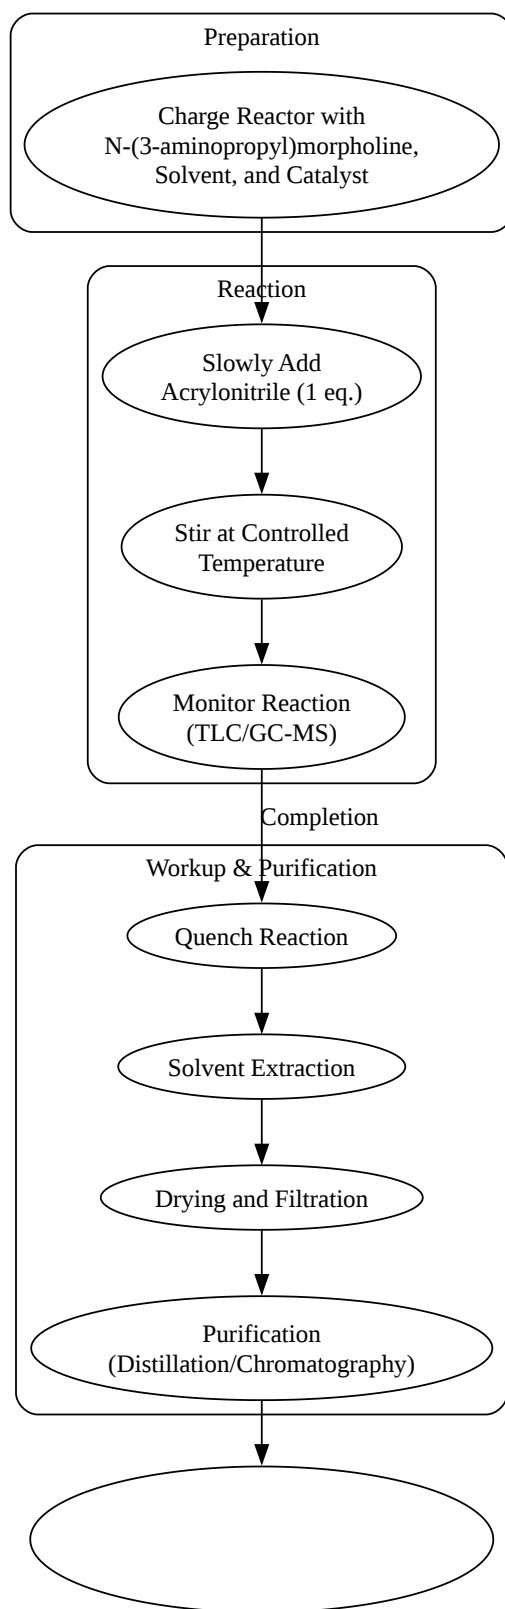 Preparation
Charge Reactor with
N-(3-aminopropyl)morpholine,
Solvent, and Catalyst
Reaction
Slowly Add
Acrylonitrile (1 eq.)
Stir at Controlled
Temperature
Monitor Reaction
(TLC/GC-MS)
Completion
Workup & Purification
Quench Reaction
Solvent Extraction
Drying and Filtration
Purification
(Distillation/Chromatography)